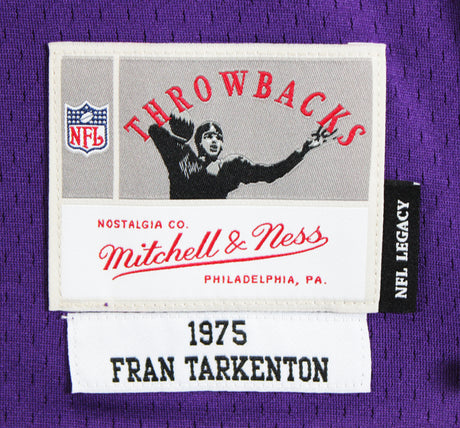 THROWBACKS
NFL
NOSTALGIA CO.
Mitchell & Ness
PHILADELPHIA, PA.
NFL LEGACY
1975
FRAN TARKENTON